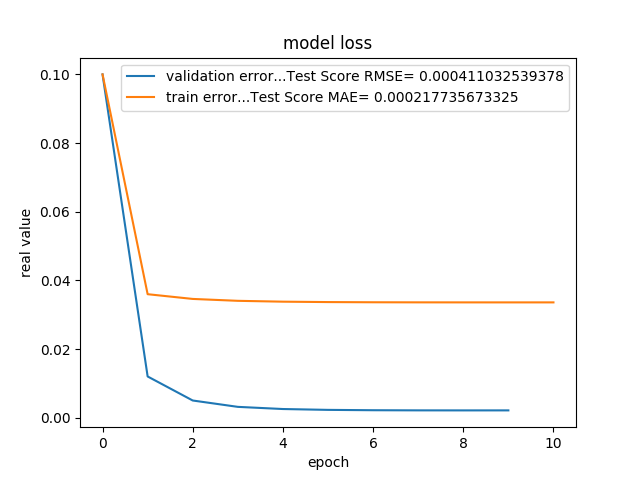 model loss
validation error...Test Score RMSE= 0.000411032539378
train error...Test Score MAE= 0.000217735673325
0.10
0.08
0.06
0.04
0.02
0.00
real value
0 2 4 6 8 10
epoch